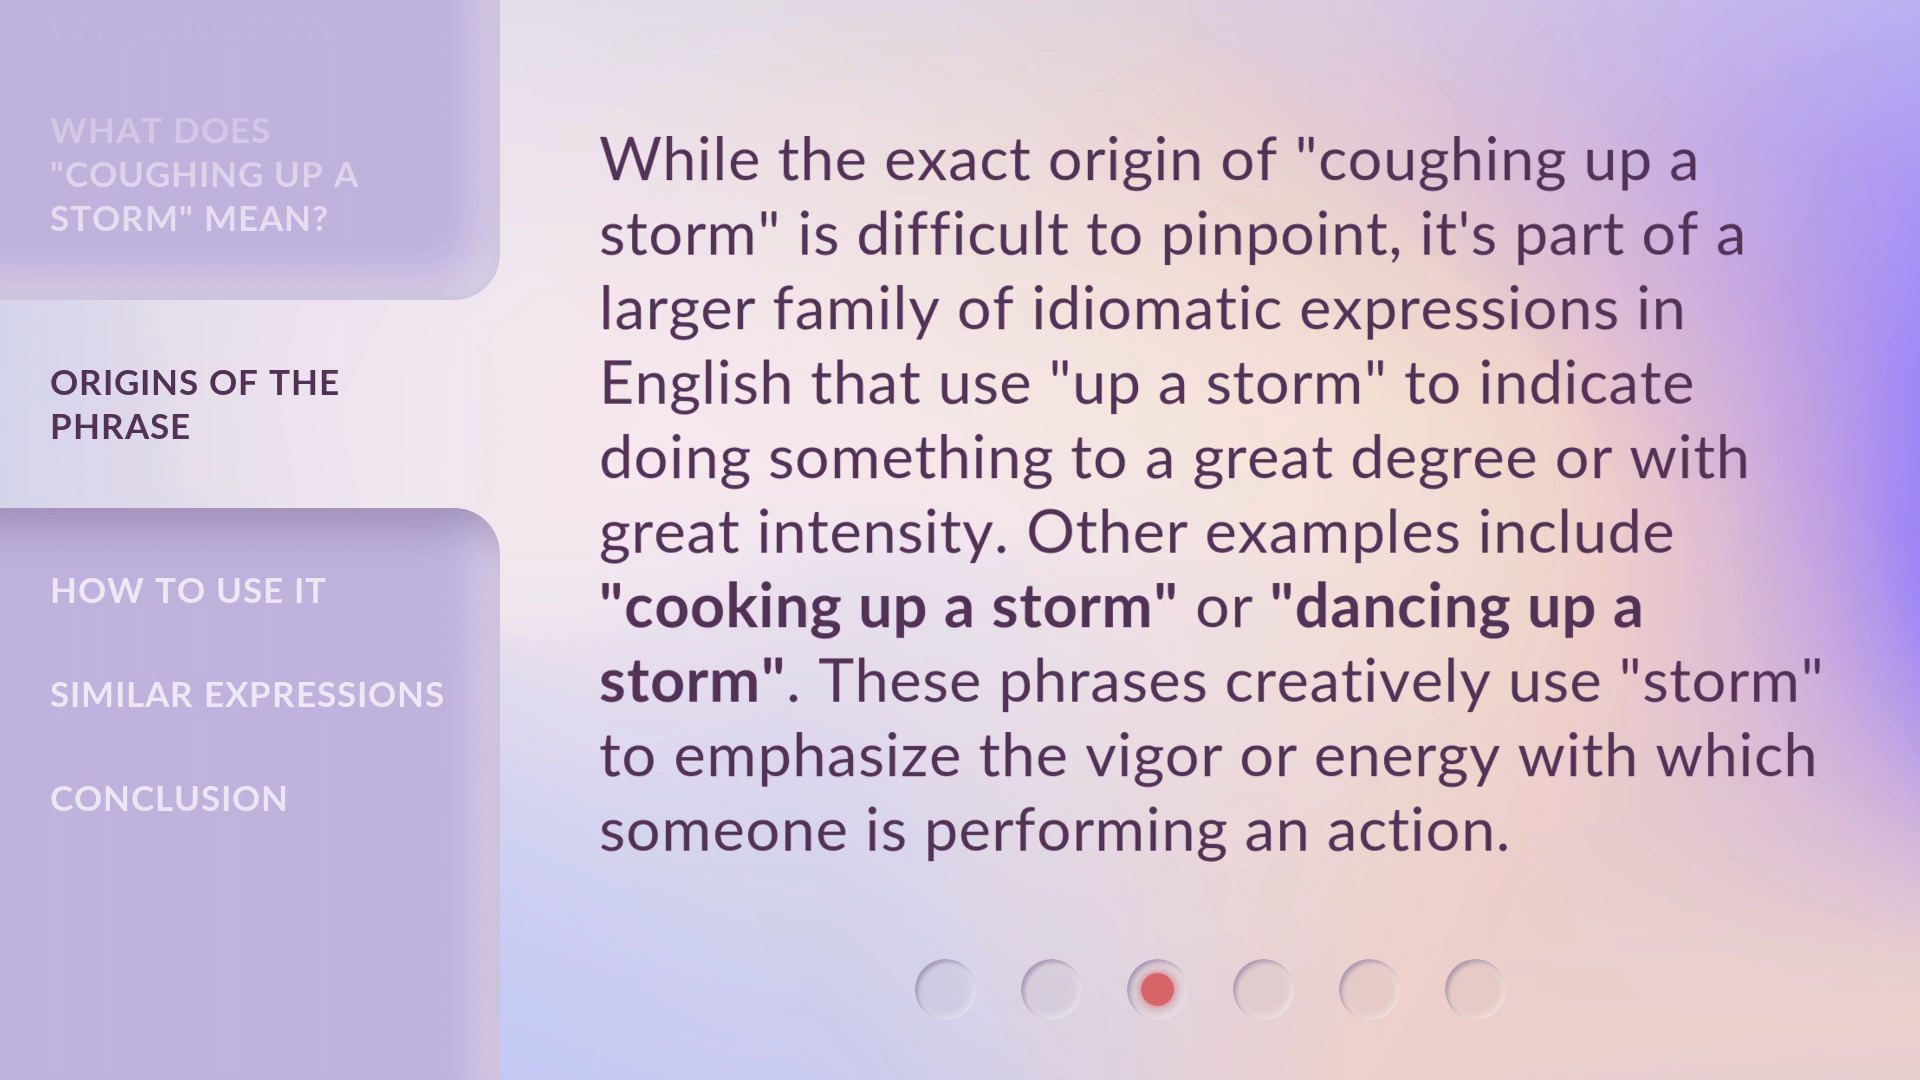 INTRODUCTION
WHAT DOES
"COUGHING UP A
STORM" MEAN?
ORIGINS OF THE
PHRASE
HOW TO USE IT
SIMILAR EXPRESSIONS
CONCLUSION
While the exact origin of "coughing up a
storm" is difficult to pinpoint, it's part of a
larger family of idiomatic expressions in
English that use "up a storm" to indicate
doing something to a great degree or with
great intensity. Other examples include
"cooking up a storm" or "dancing up a
storm". These phrases creatively use "storm"
to emphasize the vigor or energy with which
someone is performing an action.